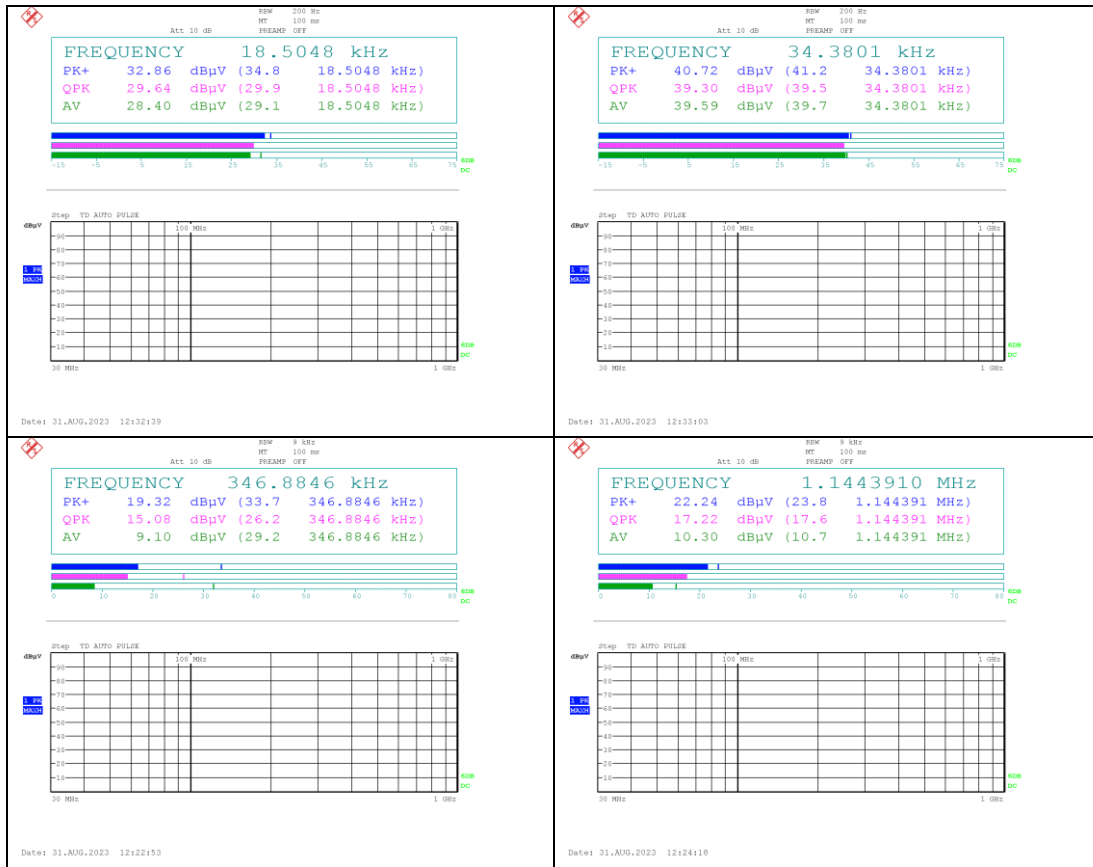 RBW 200 Hz
MT 100 ms
Att 10 dB PREAMP OFF
FREQUENCY 18.5048 kHz
PK+ 32.86 dBµV (34.8 18.5048 kHz)
QPK 29.64 dBµV (29.9 18.5048 kHz)
AV 28.40 dBµV (29.1 18.5048 kHz)
-15 -5 5 15 25 35 45 55 65 75
6DB
DC
Step TD AUTO PULSE
dBµV
100 MHz 1 GHz
90
80
70
1 PK
MAXH
60
50
40
30
20
10
6DB
DC
30 MHz 1 GHz
Date: 31.AUG.2023 12:32:39
RBW 200 Hz
MT 100 ms
Att 10 dB PREAMP OFF
FREQUENCY 34.3801 kHz
PK+ 40.72 dBµV (41.2 34.3801 kHz)
QPK 39.30 dBµV (39.5 34.3801 kHz)
AV 39.59 dBµV (39.7 34.3801 kHz)
-15 -5 5 15 25 35 45 55 65 75
6DB
DC
Step TD AUTO PULSE
dBµV
100 MHz 1 GHz
90
80
70
1 PK
MAXH
60
50
40
30
20
10
6DB
DC
30 MHz 1 GHz
Date: 31.AUG.2023 12:33:03
RBW 9 kHz
MT 100 ms
Att 10 dB PREAMP OFF
FREQUENCY 346.8846 kHz
PK+ 19.32 dBµV (33.7 346.8846 kHz)
QPK 15.08 dBµV (26.2 346.8846 kHz)
AV 9.10 dBµV (29.2 346.8846 kHz)
0 10 20 30 40 50 60 70 80
6DB
DC
Step TD AUTO PULSE
dBµV
100 MHz 1 GHz
90
80
70
1 PK
MAXH
60
50
40
30
20
10
6DB
DC
30 MHz 1 GHz
Date: 31.AUG.2023 12:22:53
RBW 9 kHz
MT 100 ms
Att 10 dB PREAMP OFF
FREQUENCY 1.1443910 MHz
PK+ 22.24 dBµV (23.8 1.144391 MHz)
QPK 17.22 dBµV (17.6 1.144391 MHz)
AV 10.30 dBµV (10.7 1.144391 MHz)
0 10 20 30 40 50 60 70 80
6DB
DC
Step TD AUTO PULSE
dBµV
100 MHz 1 GHz
90
80
70
1 PK
MAXH
60
50
40
30
20
10
6DB
DC
30 MHz 1 GHz
Date: 31.AUG.2023 12:24:18